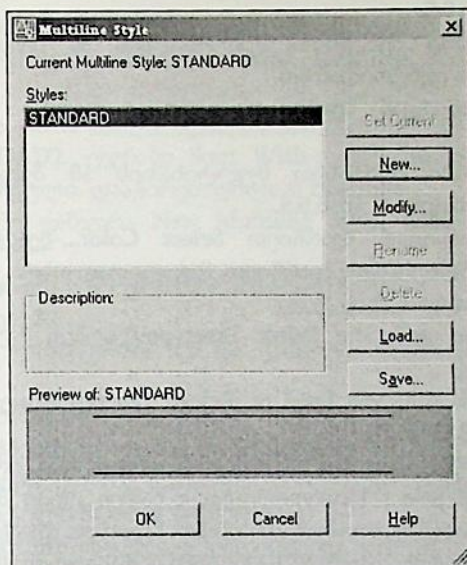 Multiline Style
Current Multiline Style: STANDARD
Styles:
STANDARD
Set Current
New...
Modify...
Rename
Delete
Load...
Save...
Description:
Preview of: STANDARD
OK
Cancel
Help